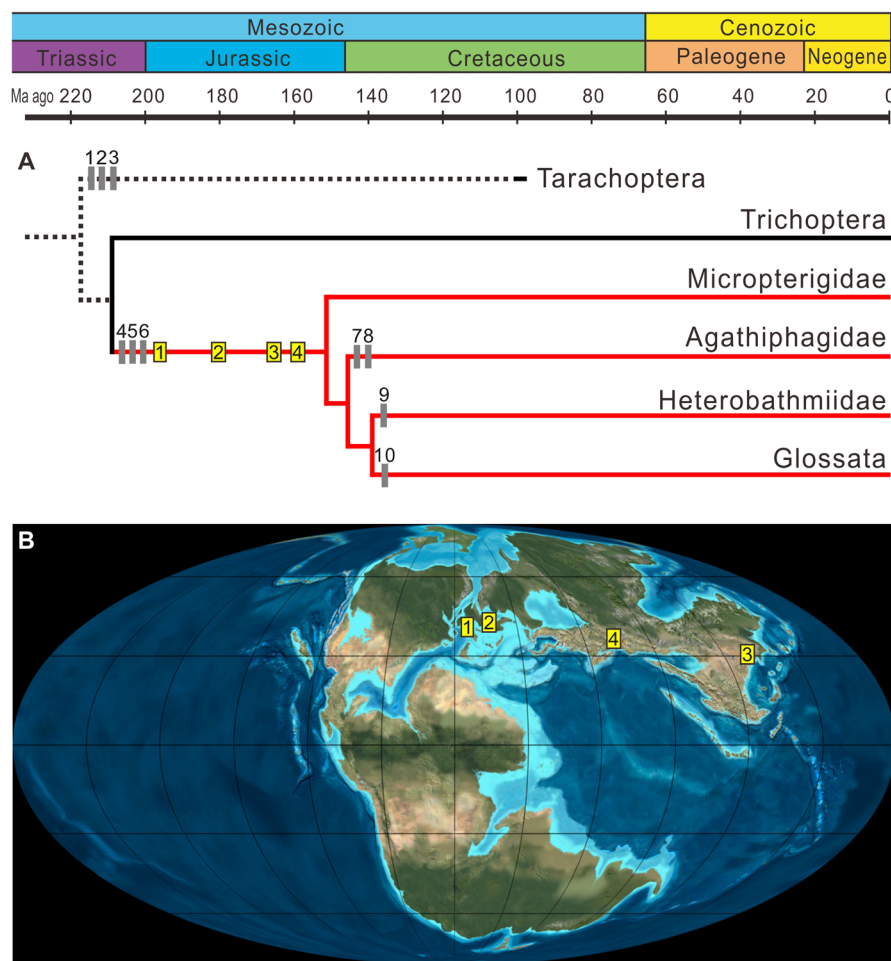 Mesozoic Cenozoic
Triassic Jurassic Cretaceous Paleogene Neogene
Ma ago 220 200 180 160 140 120 100 80 60 40 20 0
A
123
Tarachoptera
Trichoptera
Micropterigidae
456 78 Agathiphagidae
1 2 3 4
9 Heterobathmiidae
10 Glossata
B
1 2
4 3